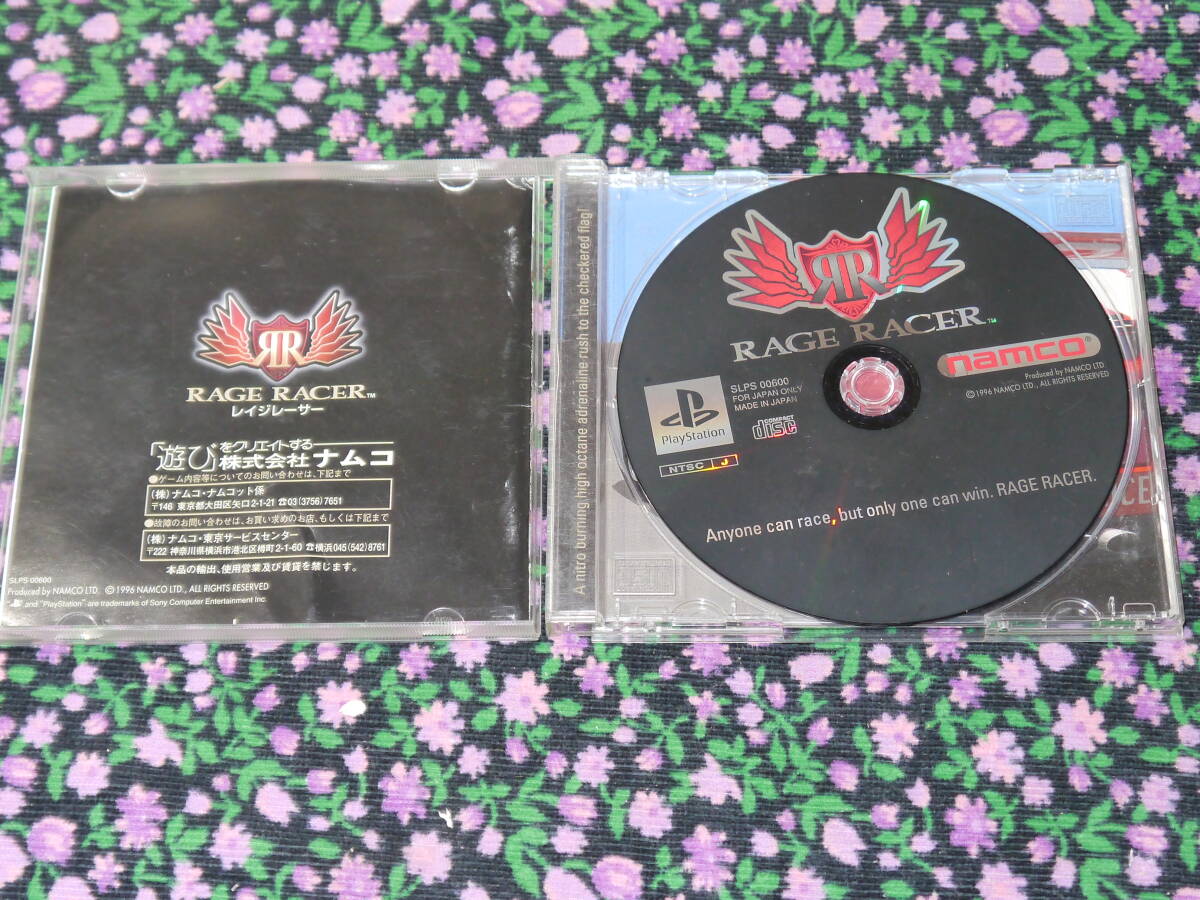 RR
RAGE RACER™
レイジレーサー
「遊び」をクリエイトする
株式会社ナムコ
●ゲーム内容等についてのお問い合わせは、下記まで
(株)ナムコ・ナムコット係
〒146 東京都大田区矢口2-1-21 ☎03(3756)7651
●故障のお問い合わせは、お買い求めのお店、もしくは下記まで
(株)ナムコ・東京サービスセンター
〒222 神奈川県横浜市港北区樽町2-1-60 ☎横浜045(542)8761
本品の輸出、使用営業及び賃貸を禁じます。
SLPS 00600
Produced by NAMCO LTD. ©1996 NAMCO LTD., ALL RIGHTS RESERVED
and "PlayStation" are trademarks of Sony Computer Entertainment Inc.
A nitro burning high octane adrenaline rush to the checkered flag!
RR
RAGE RACER™
namco®
Produced by NAMCO LTD
©1996 NAMCO LTD., ALL RIGHTS RESERVED
SLPS 00600
FOR JAPAN ONLY
MADE IN JAPAN
PlayStation
COMPACT
disc
NTSC J
Anyone can race, but only one can win. RAGE RACER.